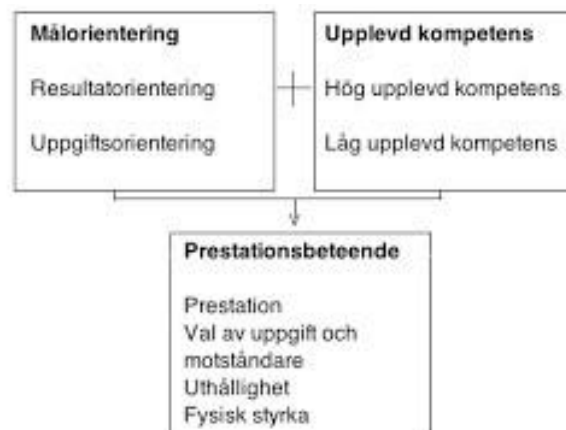 Målorientering
Resultatorientering
Uppgiftsorientering
Upplevd kompetens
Hög upplevd kompetens
Låg upplevd kompetens
Prestationsbeteende
Prestation
Val av uppgift och
motståndare
Uthållighet
Fysisk styrka